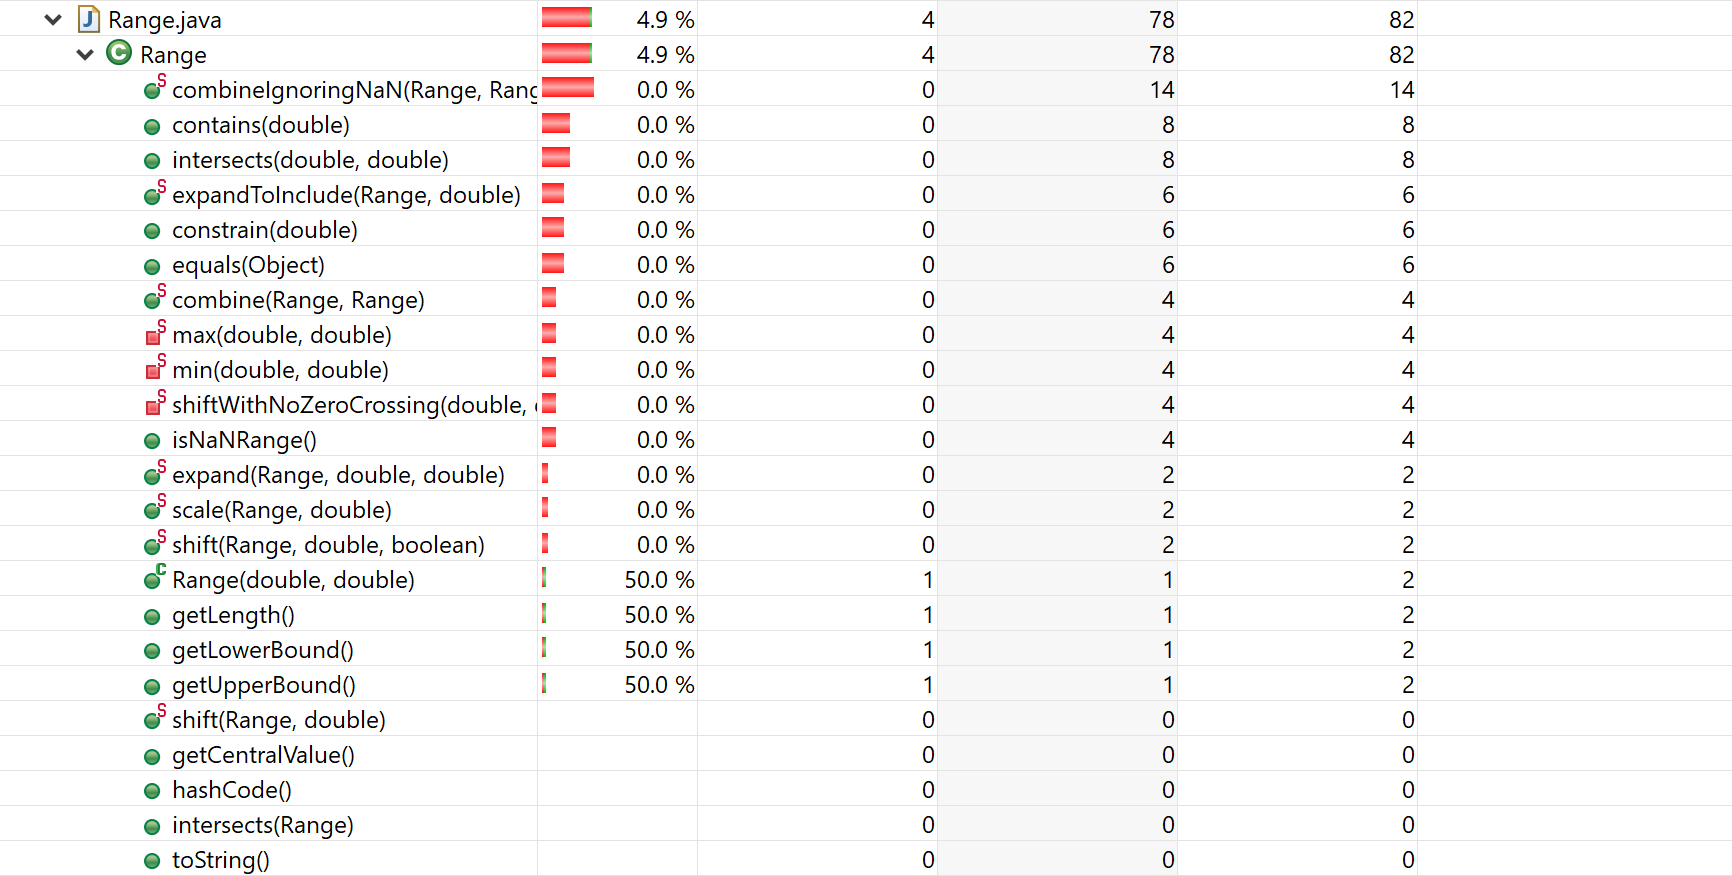 J Range.java 4.9 % 4 78 82
C Range 4.9 % 4 78 82
S combineIgnoringNaN(Range, Rang 0.0 % 0 14 14
contains(double) 0.0 % 0 8 8
intersects(double, double) 0.0 % 0 8 8
S expandToInclude(Range, double) 0.0 % 0 6 6
constrain(double) 0.0 % 0 6 6
equals(Object) 0.0 % 0 6 6
S combine(Range, Range) 0.0 % 0 4 4
S max(double, double) 0.0 % 0 4 4
S min(double, double) 0.0 % 0 4 4
S shiftWithNoZeroCrossing(double, 0.0 % 0 4 4
isNaNRange() 0.0 % 0 4 4
S expand(Range, double, double) 0.0 % 0 2 2
S scale(Range, double) 0.0 % 0 2 2
S shift(Range, double, boolean) 0.0 % 0 2 2
C Range(double, double) 50.0 % 1 1 2
getLength() 50.0 % 1 1 2
getLowerBound() 50.0 % 1 1 2
getUpperBound() 50.0 % 1 1 2
S shift(Range, double) 0 0 0
getCentralValue() 0 0 0
hashCode() 0 0 0
intersects(Range) 0 0 0
toString() 0 0 0